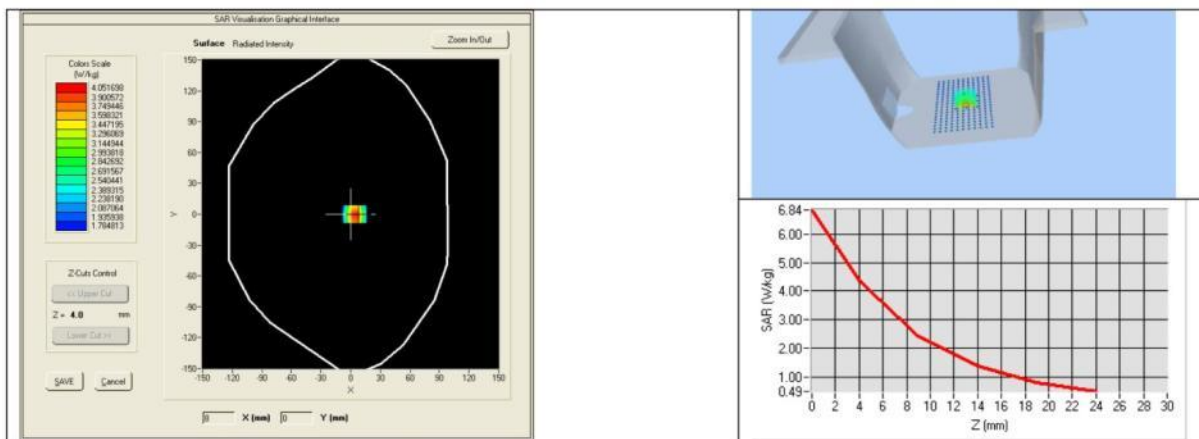 SAR Visualisation Graphical Interface
Surface Radiated Intensity
Zoom In/Out
Colors Scale
(W/kg)
4.051698
3.900572
3.749446
3.598321
3.447195
3.296069
3.144944
2.993818
2.842692
2.691567
2.540441
2.389315
2.238190
2.087064
1.935938
1.784813
Z-Cuts Control
<< Upper Cut
Z = 4.0 mm
Lower Cut >>
SAVE Cancel
150
120
90
60
30
0
-30
-60
-90
-120
-150
Y
-150 -120 -90 -60 -30 0 30 60 90 120 150
X
8 X (mm) 0 Y (mm)
6.84
6.00
5.00
4.00
3.00
2.00
1.00
0.49
SAR (W/kg)
0 2 4 6 8 10 12 14 16 18 20 22 24 26 28 30
Z (mm)